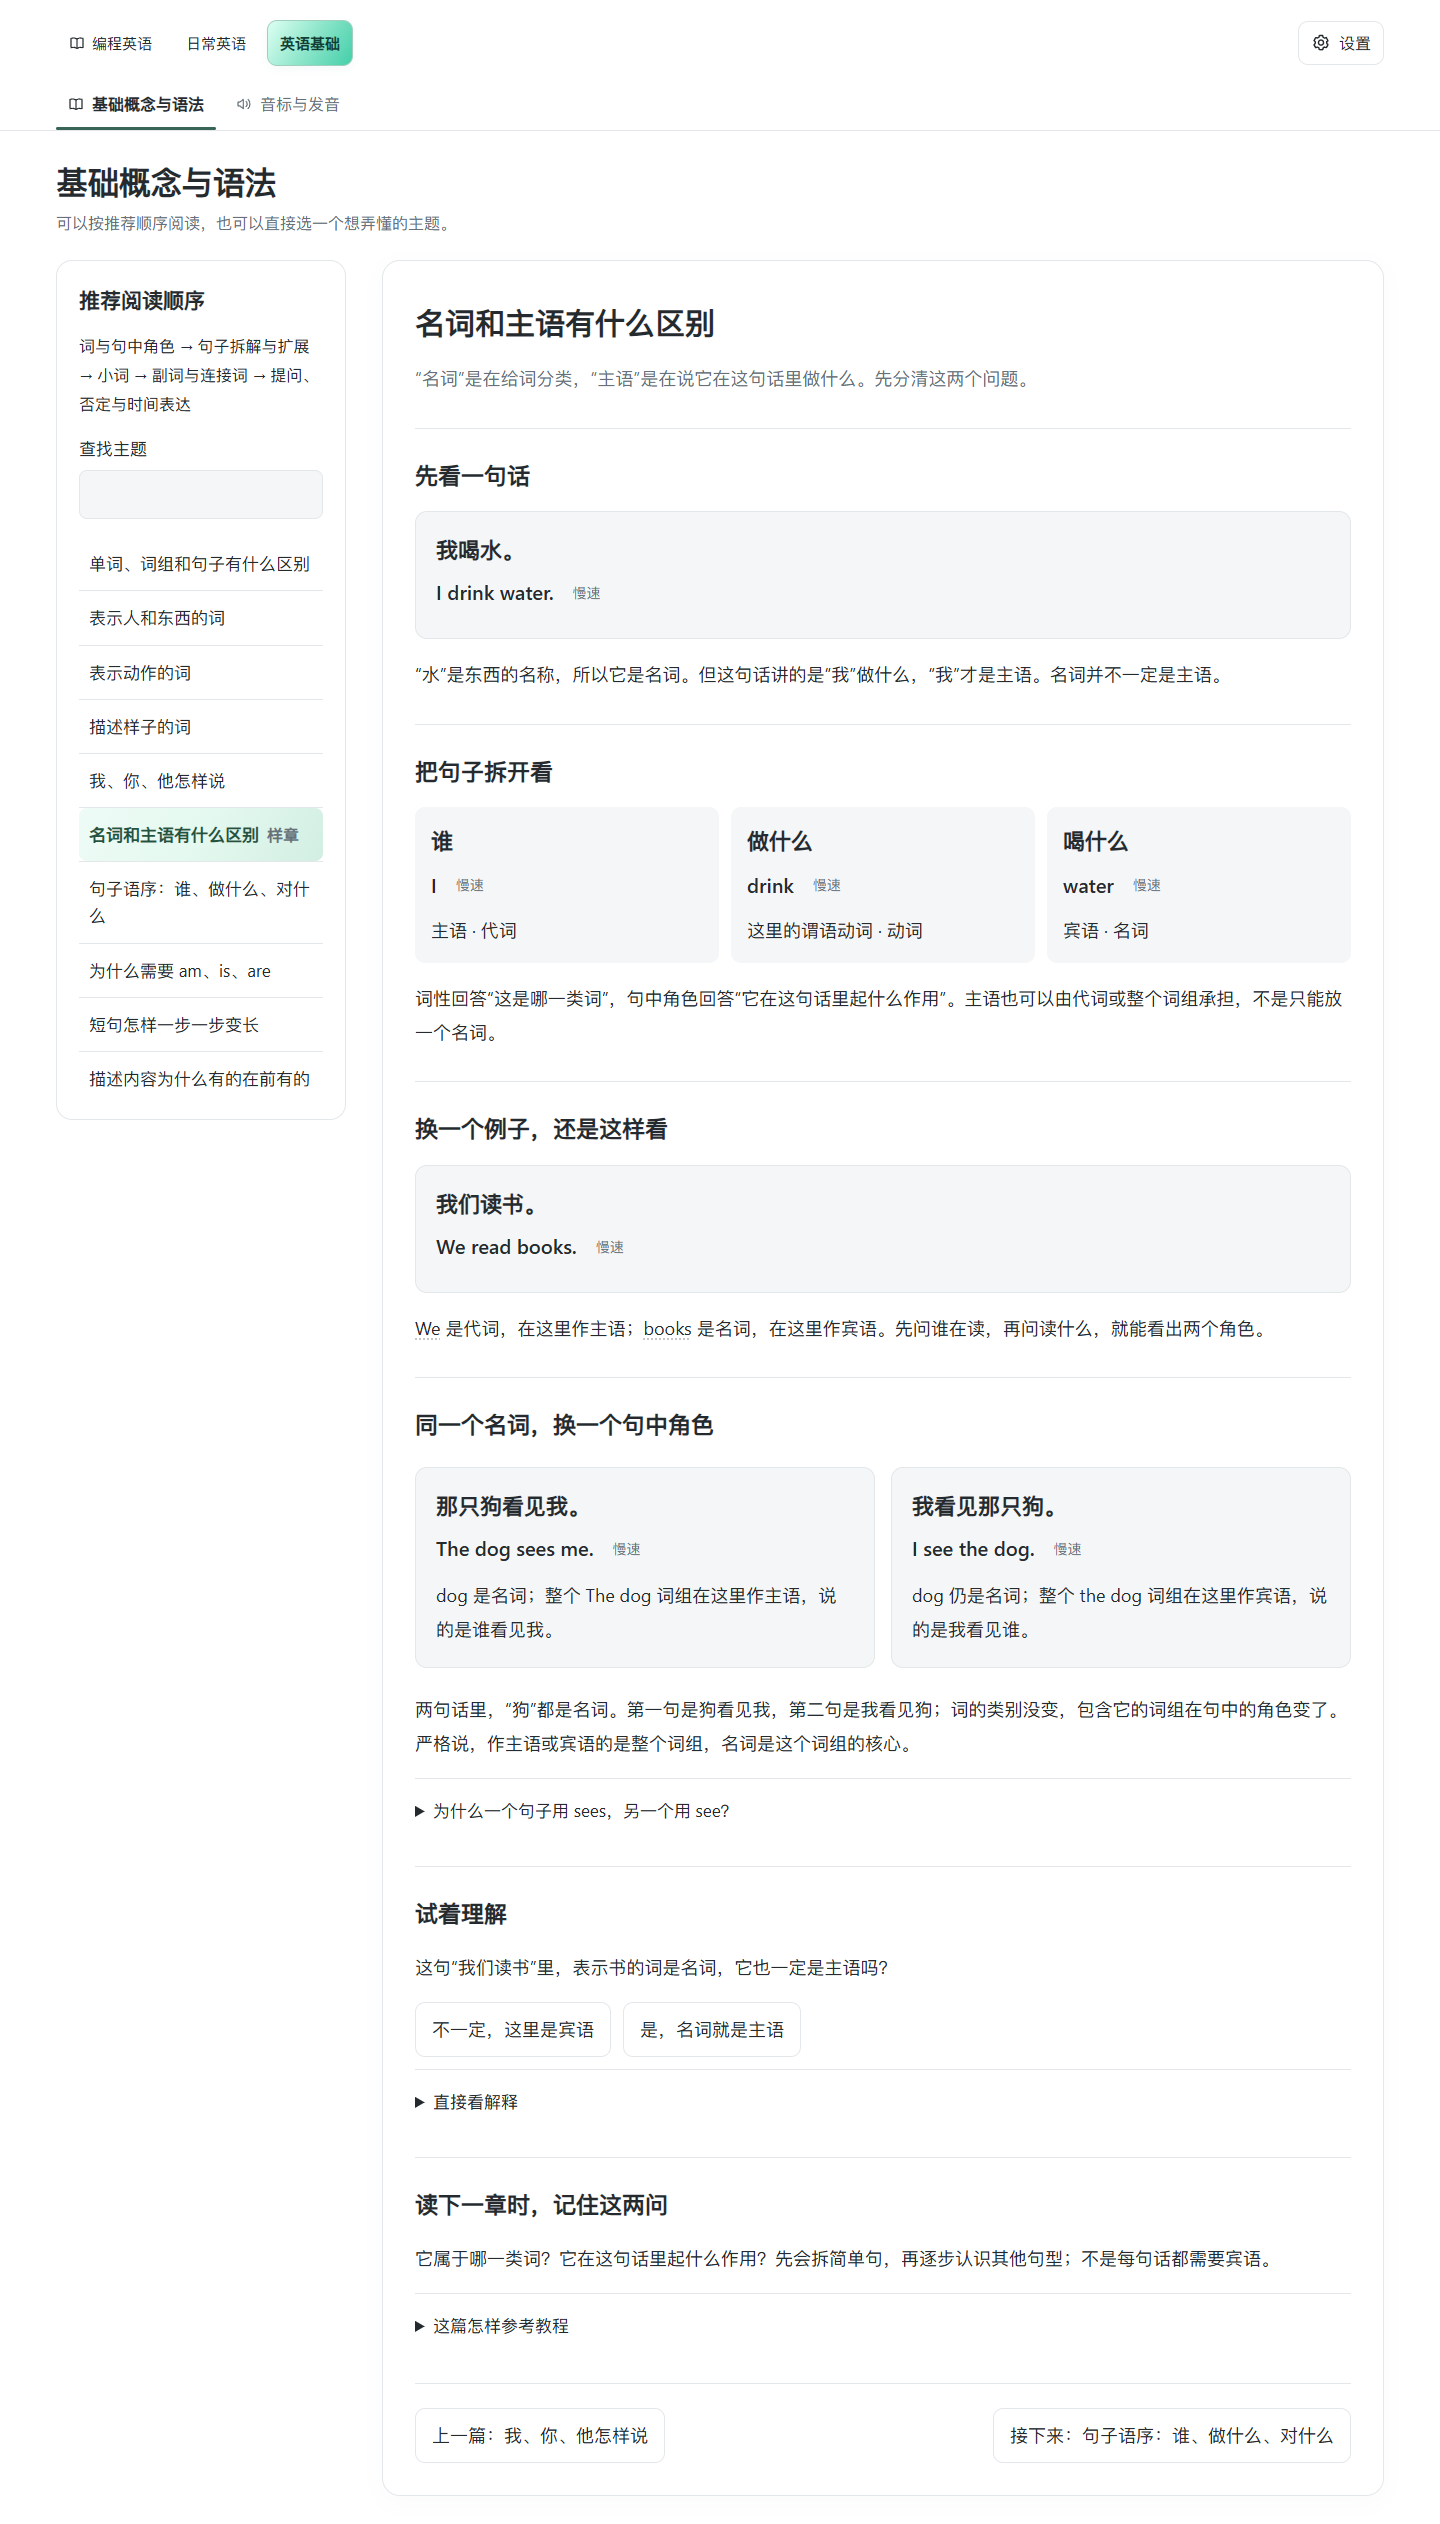 编程英语
日常英语
英语基础
设置
基础概念与语法
音标与发音
基础概念与语法
可以按推荐顺序阅读，也可以直接选一个想弄懂的主题。
推荐阅读顺序
词与句中角色 → 句子拆解与扩展
→ 小词 → 副词与连接词 → 提问、
否定与时间表达
查找主题
单词、词组和句子有什么区别
表示人和东西的词
表示动作的词
描述样子的词
我、你、他怎样说
名词和主语有什么区别 样章
句子语序：谁、做什么、对什
么
为什么需要 am、is、are
短句怎样一步一步变长
描述内容为什么有的在前有的
名词和主语有什么区别
“名词”是在给词分类，“主语”是在说它在这句话里做什么。先分清这两个问题。
先看一句话
我喝水。
I drink water. 慢速
“水”是东西的名称，所以它是名词。但这句话讲的是“我”做什么，“我”才是主语。名词并不一定是主语。
把句子拆开看
谁
I 慢速
主语 · 代词
做什么
drink 慢速
这里的谓语动词 · 动词
喝什么
water 慢速
宾语 · 名词
词性回答“这是哪一类词”，句中角色回答“它在这句话里起什么作用”。主语也可以由代词或整个词组承担，不是只能放
一个名词。
换一个例子，还是这样看
我们读书。
We read books. 慢速
We 是代词，在这里作主语；books 是名词，在这里作宾语。先问谁在读，再问读什么，就能看出两个角色。
同一个名词，换一个句中角色
那只狗看见我。
The dog sees me. 慢速
dog 是名词；整个 The dog 词组在这里作主语，说
的是谁看见我。
我看见那只狗。
I see the dog. 慢速
dog 仍是名词；整个 the dog 词组在这里作宾语，说
的是我看见谁。
两句话里，“狗”都是名词。第一句是狗看见我，第二句是我看见狗；词的类别没变，包含它的词组在句中的角色变了。
严格说，作主语或宾语的是整个词组，名词是这个词组的核心。
▶ 为什么一个句子用 sees，另一个用 see？
试着理解
这句“我们读书”里，表示书的词是名词，它也一定是主语吗？
不一定，这里是宾语
是，名词就是主语
▶ 直接看解释
读下一章时，记住这两问
它属于哪一类词？它在这句话里起什么作用？先会拆简单句，再逐步认识其他句型；不是每句话都需要宾语。
▶ 这篇怎样参考教程
上一篇：我、你、他怎样说
接下来：句子语序：谁、做什么、对什么